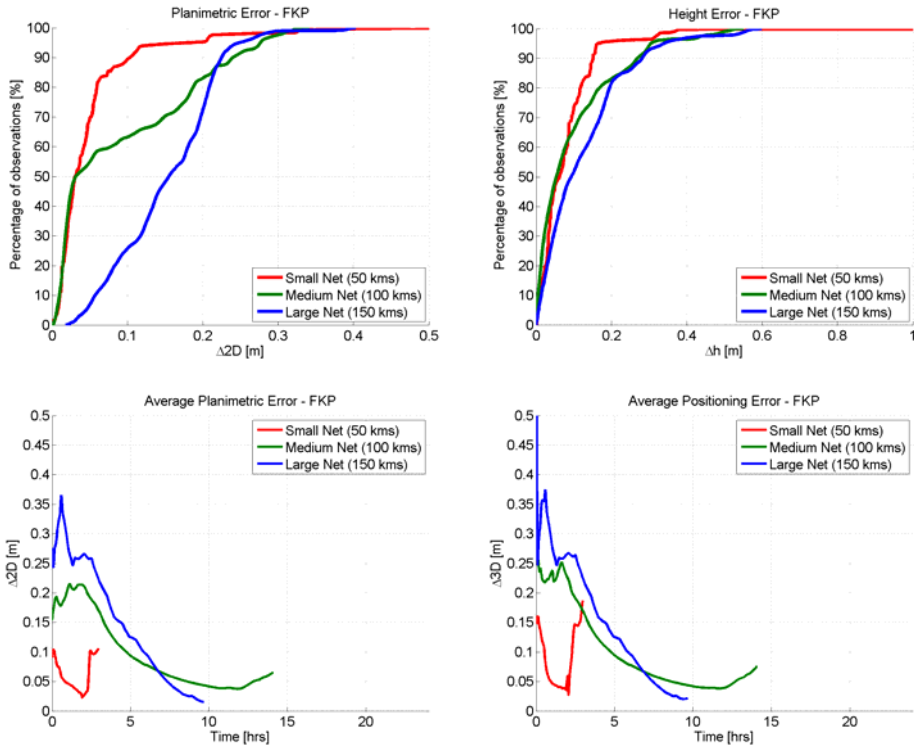 Planimetric Error - FKP
Percentage of observations [%]
100
90
80
70
60
50
40
30
20
10
0
Small Net (50 kms)
Medium Net (100 kms)
Large Net (150 kms)
0 0.1 0.2 0.3 0.4 0.5
Δ2D [m]
Height Error - FKP
Percentage of observations [%]
100
90
80
70
60
50
40
30
20
10
0
Small Net (50 kms)
Medium Net (100 kms)
Large Net (150 kms)
0 0.2 0.4 0.6 0.8 1
Δh [m]
Average Planimetric Error - FKP
Δ2D [m]
0.5
0.45
0.4
0.35
0.3
0.25
0.2
0.15
0.1
0.05
0
Small Net (50 kms)
Medium Net (100 kms)
Large Net (150 kms)
0 5 10 15 20
Time [hrs]
Average Positioning Error - FKP
Δ3D [m]
0.5
0.45
0.4
0.35
0.3
0.25
0.2
0.15
0.1
0.05
0
Small Net (50 kms)
Medium Net (100 kms)
Large Net (150 kms)
0 5 10 15 20
Time [hrs]